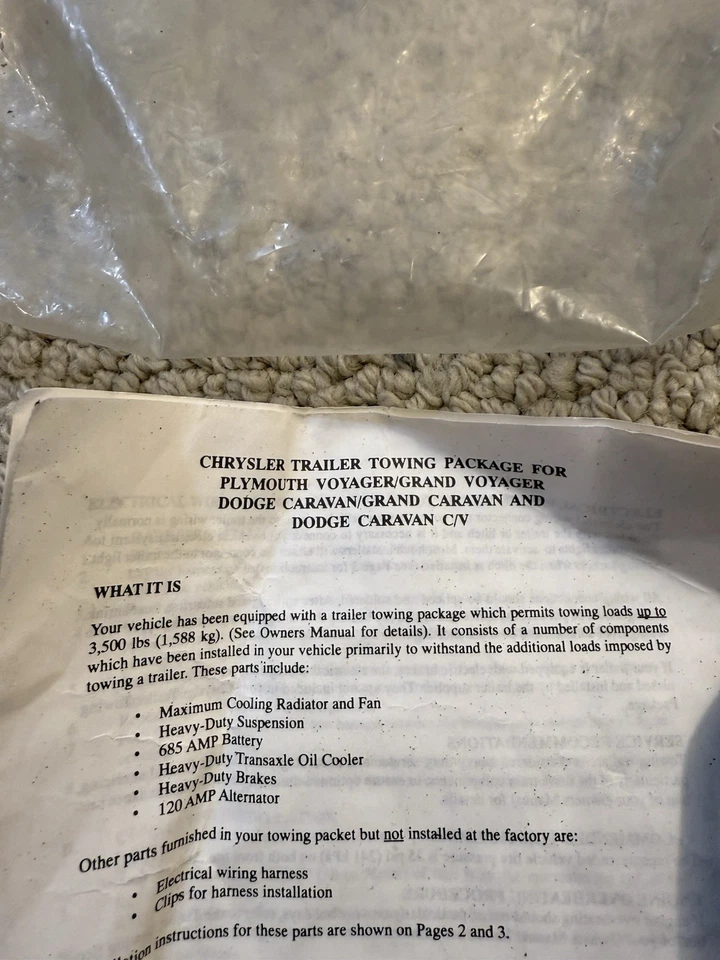 CHRYSLER TRAILER TOWING PACKAGE FOR
PLYMOUTH VOYAGER/GRAND VOYAGER
DODGE CARAVAN/GRAND CARAVAN AND
DODGE CARAVAN C/V
WHAT IT IS
Your vehicle has been equipped with a trailer towing package which permits towing loads up to
3,500 lbs (1,588 kg). (See Owners Manual for details). It consists of a number of components
which have been installed in your vehicle primarily to withstand the additional loads imposed by
towing a trailer. These parts include:
• Maximum Cooling Radiator and Fan
• Heavy-Duty Suspension
• 685 AMP Battery
• Heavy-Duty Transaxle Oil Cooler
• Heavy-Duty Brakes
• 120 AMP Alternator
Other parts furnished in your towing packet but not installed at the factory are:
• Electrical wiring harness
• Clips for harness installation
instructions for these parts are shown on Pages 2 and 3.